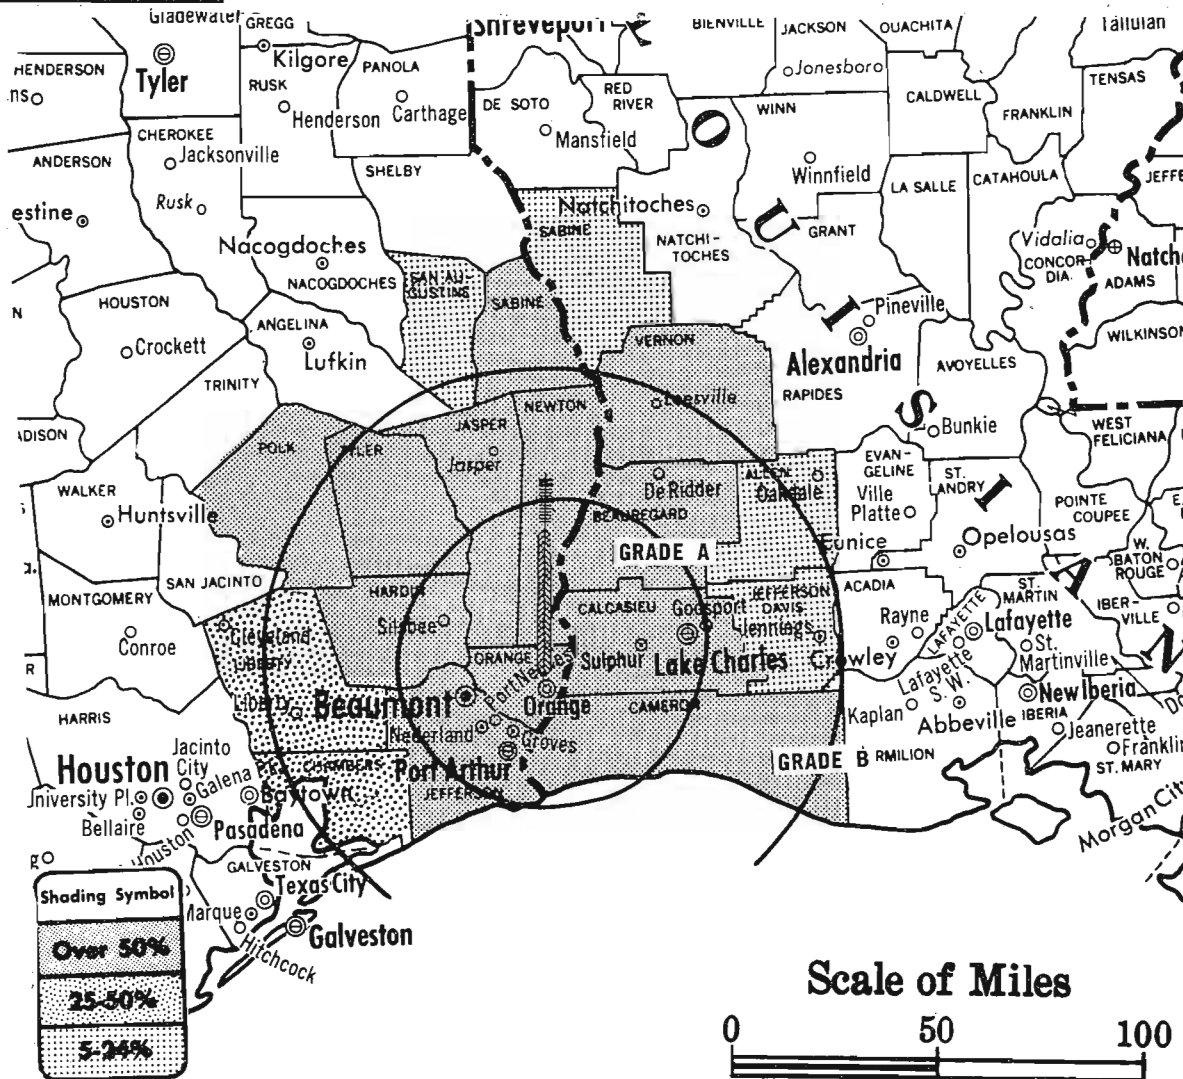 Gladewater
GREGG
Shreveport
BIENVILLE
JACKSON
OUACHITA
Tallulah
HENDERSON
Tyler
Kilgore
PANOLA
Jonesboro
TENSAS
RUSK
DE SOTO
RED
RIVER
WINN
CALDWELL
FRANKLIN
Henderson
Carthage
Mansfield
O
CHEROKEE
Jacksonville
ANDERSON
SHELBY
Winnfield
LA SALLE
CATAHOULA
JEFFE
estine
Rusk
Natchitoches
SABINE
U
GRANT
Vidalia
Natche
S
Nacogdoches
NATCHI-
TOCHES
CONCOR-
DIA.
ADAMS
NACOGDOCHES
SAN AU-
GUSTINE
HOUSTON
SABINE
I
Pineville
N
ANGELINA
Lufkin
VERNON
Alexandria
WILKINSON
Crockett
TRINITY
Leesville
RAPIDES
AVOYELLES
NEWTON
S
Bunkie
WEST
FELICIANA
ADISON
POLK
TYLER
JASPER
Jasper
EVAN-
GELINE
ST.
LANDRY
I
WALKER
Huntsville
De Ridder
ALLEN
Oakdale
Ville
Platte
POINTE
COUPEE
BEAUREGARD
GRADE A
Eunice
Opelousas
W.
BATON
ROUGE
A
SAN JACINTO
HARDIN
CALCASIEU
JEFFERSON
DAVIS
ACADIA
ST.
MARTIN
MONTGOMERY
Silsbee
Goosport
Jennings
Rayne
LAFAYETTE
Lafayette
IBER-
VILLE
Conroe
Cleveland
LIBERTY
ORANGE
Sulphur
Lake Charles
Crowley
St.
Martinville
N
Lafayette
S. W.
HARRIS
Liberty
Beaumont
Port Neches
Orange
CAMERON
Kaplan
Abbeville
New Iberia
IBERIA
Nederland
Groves
Jeanerette
Jacinto
City
Galena Pk.
CHAMBERS
Port Arthur
GRADE B
RMILION
Franklin
ST. MARY
Houston
University Pl.
Baytown
JEFFERSON
Bellaire
Pasadena
Morgan City
Houston
GALVESTON
Texas City
Marque
Galveston
Hitchcock
Shading Symbol
Over 50%
25-50%
5-24%
Scale of Miles
0 50 100